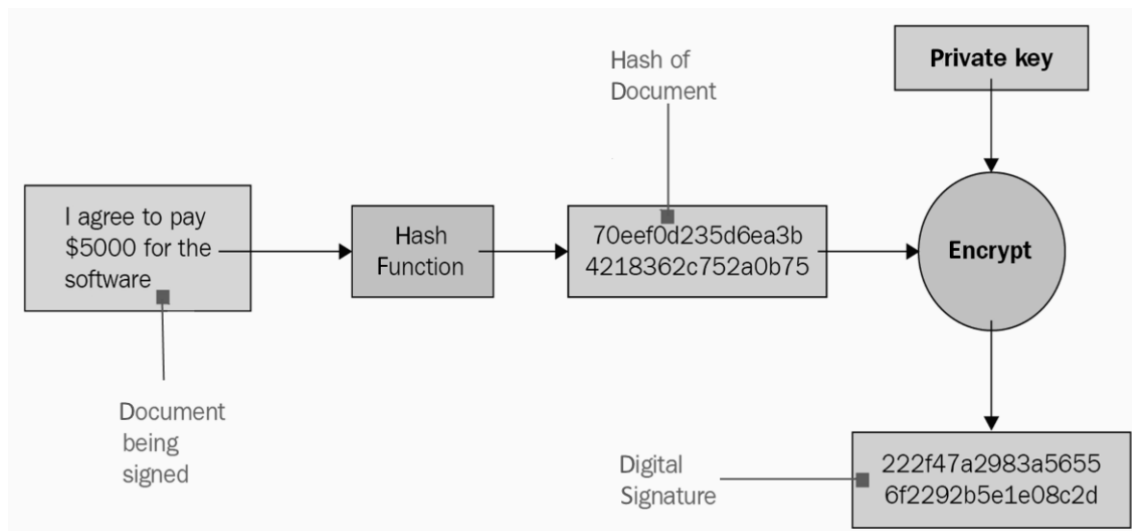 Hash of
Document
Private key
I agree to pay
$5000 for the
software
Hash
Function
70eef0d235d6ea3b
4218362c752a0b75
Encrypt
Document
being
signed
Digital
Signature
222f47a2983a5655
6f2292b5e1e08c2d